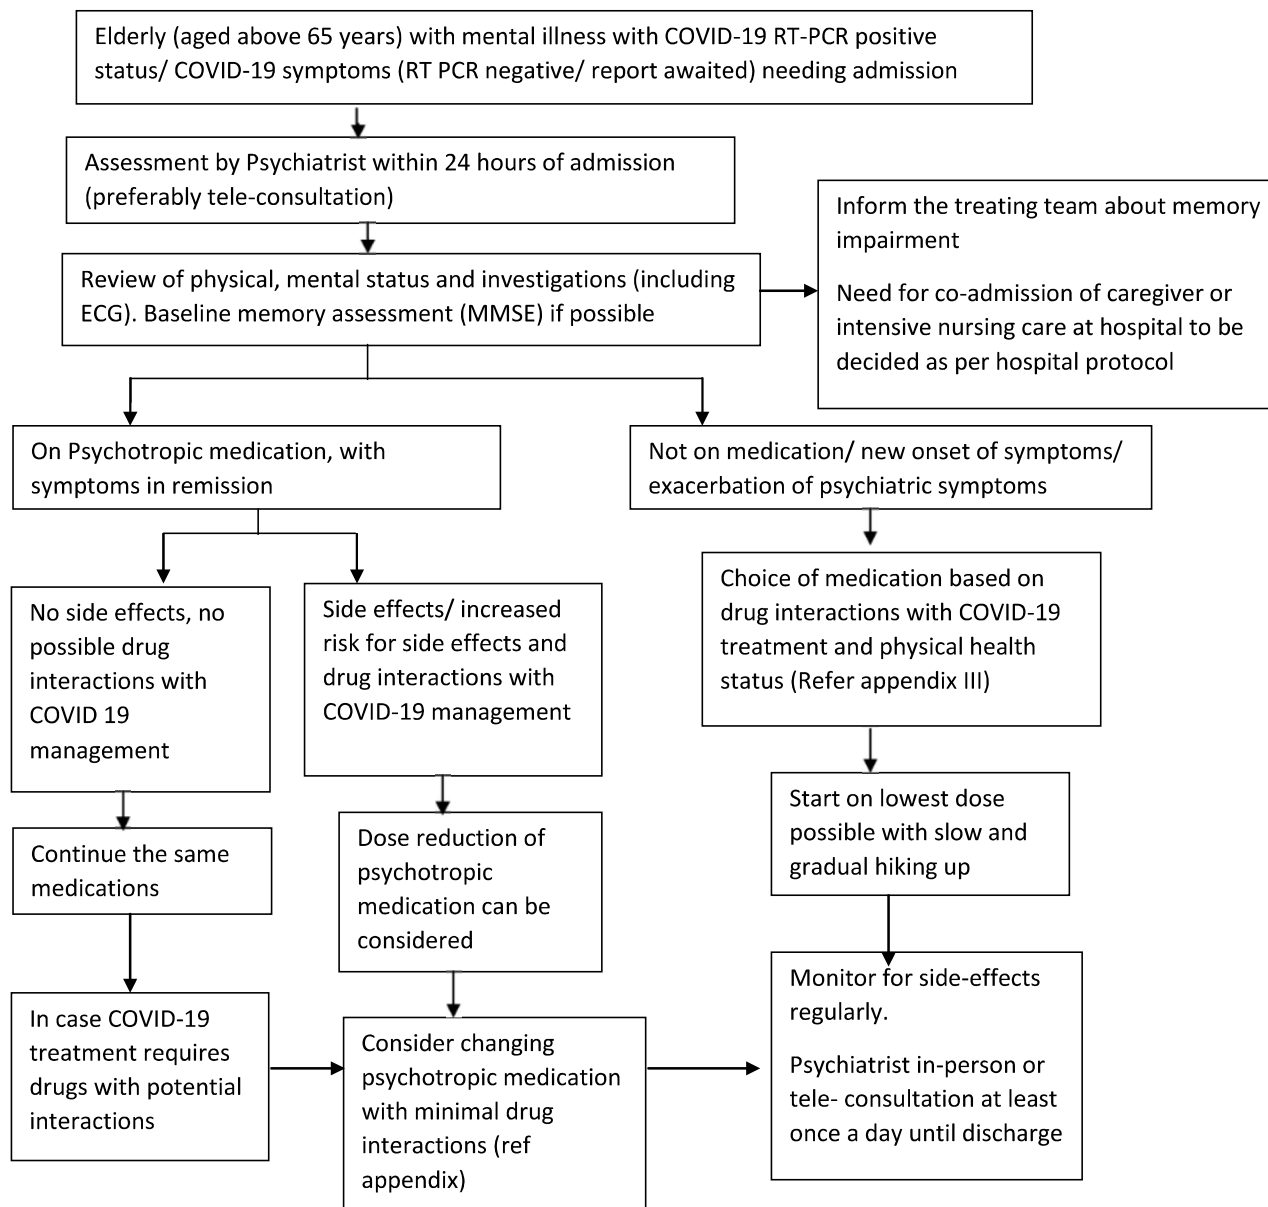 Elderly (aged above 65 years) with mental illness with COVID-19 RT-PCR positive
status/ COVID-19 symptoms (RT PCR negative/ report awaited) needing admission
Assessment by Psychiatrist within 24 hours of admission
(preferably tele-consultation)
Inform the treating team about memory
impairment
Need for co-admission of caregiver or
intensive nursing care at hospital to be
decided as per hospital protocol
Review of physical, mental status and investigations (including
ECG). Baseline memory assessment (MMSE) if possible
On Psychotropic medication, with
symptoms in remission
Not on medication/ new onset of symptoms/
exacerbation of psychiatric symptoms
No side effects, no
possible drug
interactions with
COVID 19
management
Side effects/ increased
risk for side effects and
drug interactions with
COVID-19 management
Choice of medication based on
drug interactions with COVID-19
treatment and physical health
status (Refer appendix III)
Continue the same
medications
Dose reduction of
psychotropic
medication can be
considered
Start on lowest dose
possible with slow and
gradual hiking up
In case COVID-19
treatment requires
drugs with potential
interactions
Consider changing
psychotropic medication
with minimal drug
interactions (ref
appendix)
Monitor for side-effects
regularly.
Psychiatrist in-person or
tele- consultation at least
once a day until discharge